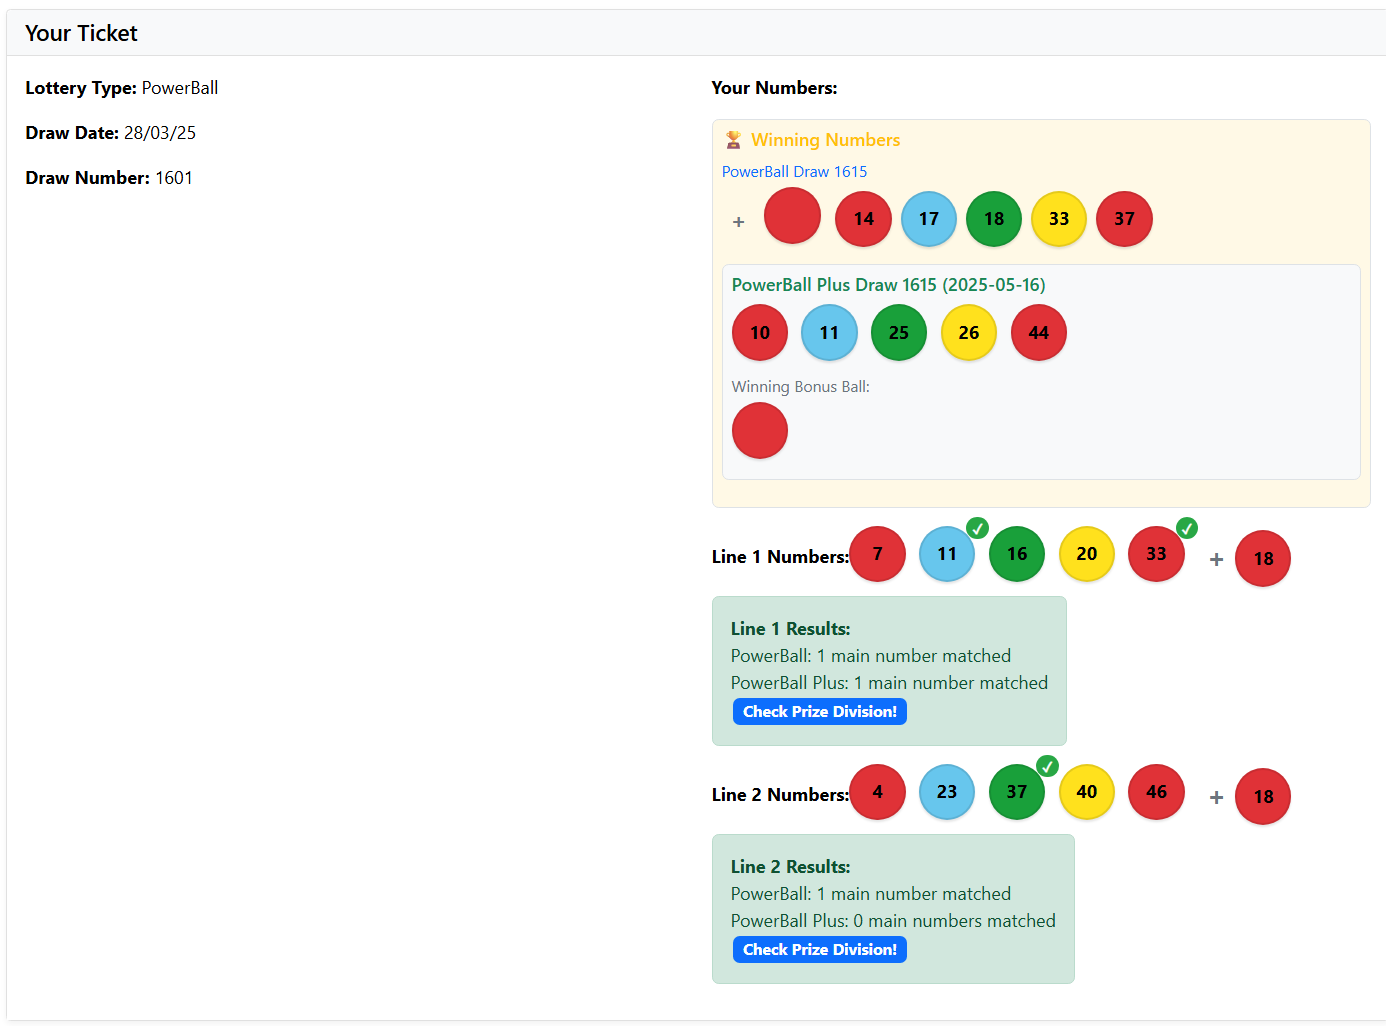 Your Ticket
Lottery Type: PowerBall
Draw Date: 28/03/25
Draw Number: 1601
Your Numbers:
Winning Numbers
PowerBall Draw 1615
+ 14 17 18 33 37
PowerBall Plus Draw 1615 (2025-05-16)
10 11 25 26 44
Winning Bonus Ball:
Line 1 Numbers: 7 11 16 20 33 + 18
Line 1 Results:
PowerBall: 1 main number matched
PowerBall Plus: 1 main number matched
Check Prize Division!
Line 2 Numbers: 4 23 37 40 46 + 18
Line 2 Results:
PowerBall: 1 main number matched
PowerBall Plus: 0 main numbers matched
Check Prize Division!